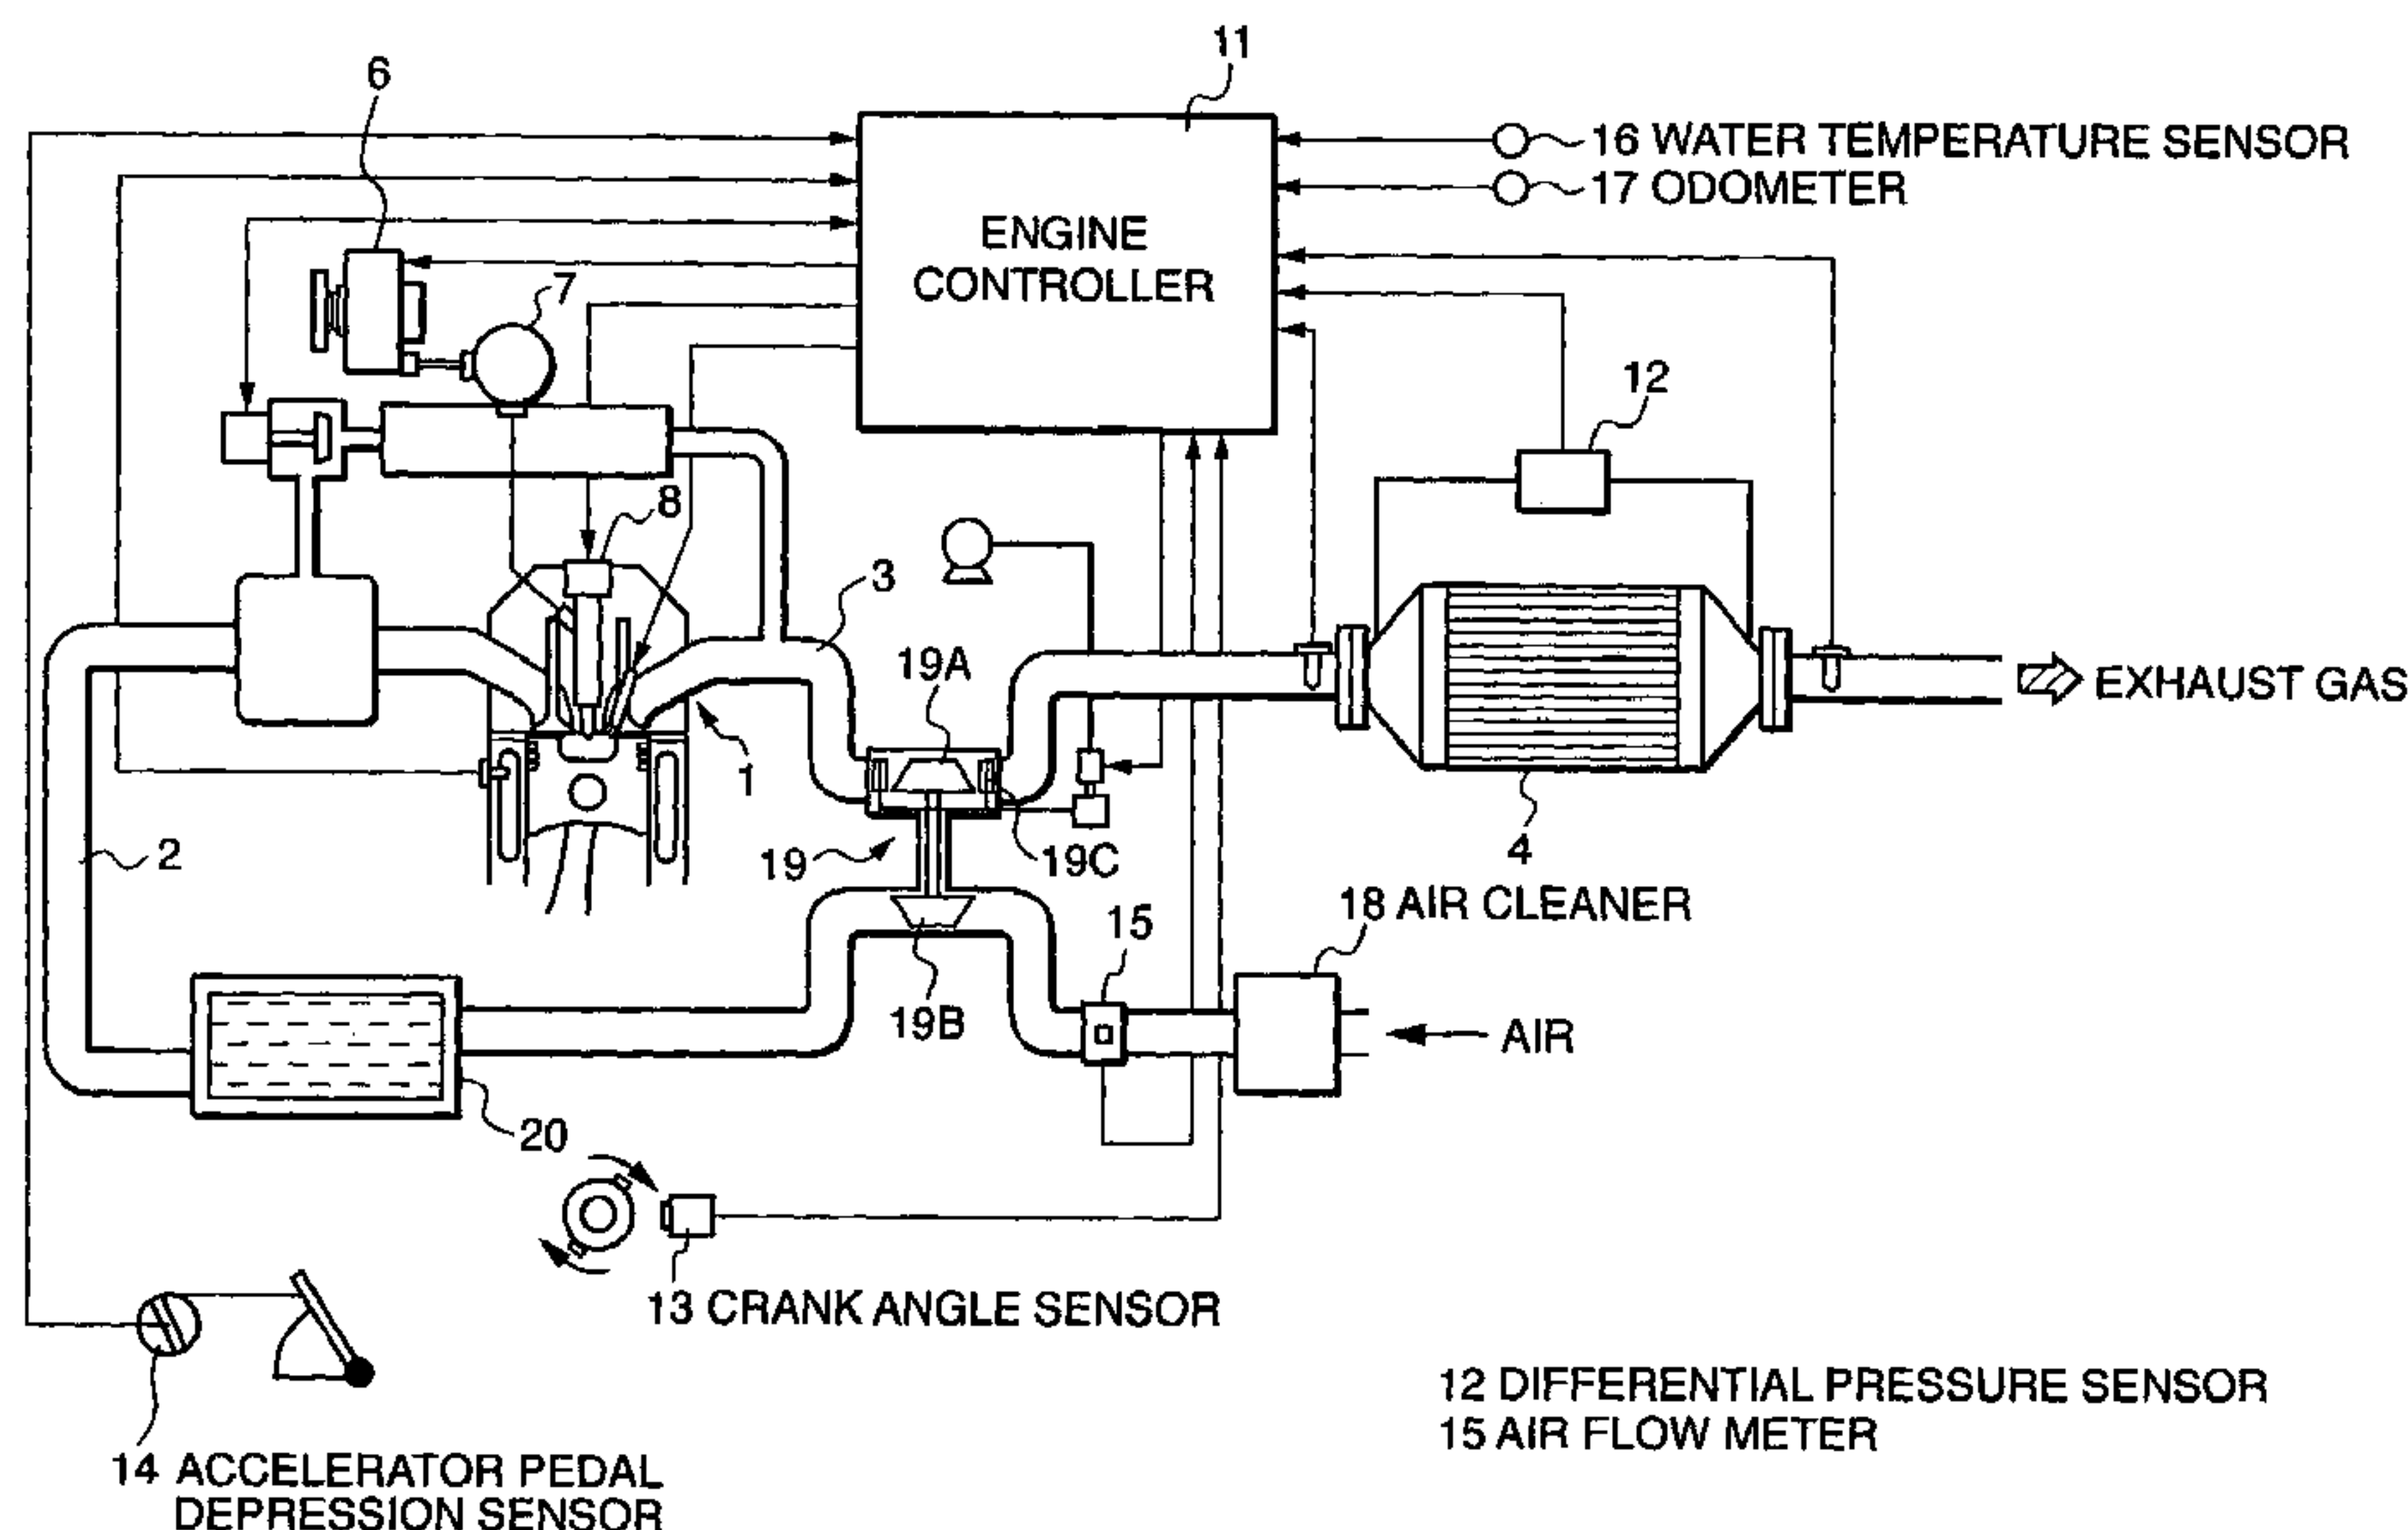 11
6
16 WATER TEMPERATURE SENSOR
17 ODOMETER
ENGINE
CONTROLLER
7
12
8
3
19A
EXHAUST GAS
1
2
19
19C
4
18 AIR CLEANER
15
19B
AIR
20
13 CRANK ANGLE SENSOR
12 DIFFERENTIAL PRESSURE SENSOR
15 AIR FLOW METER
14 ACCELERATOR PEDAL
DEPRESSION SENSOR